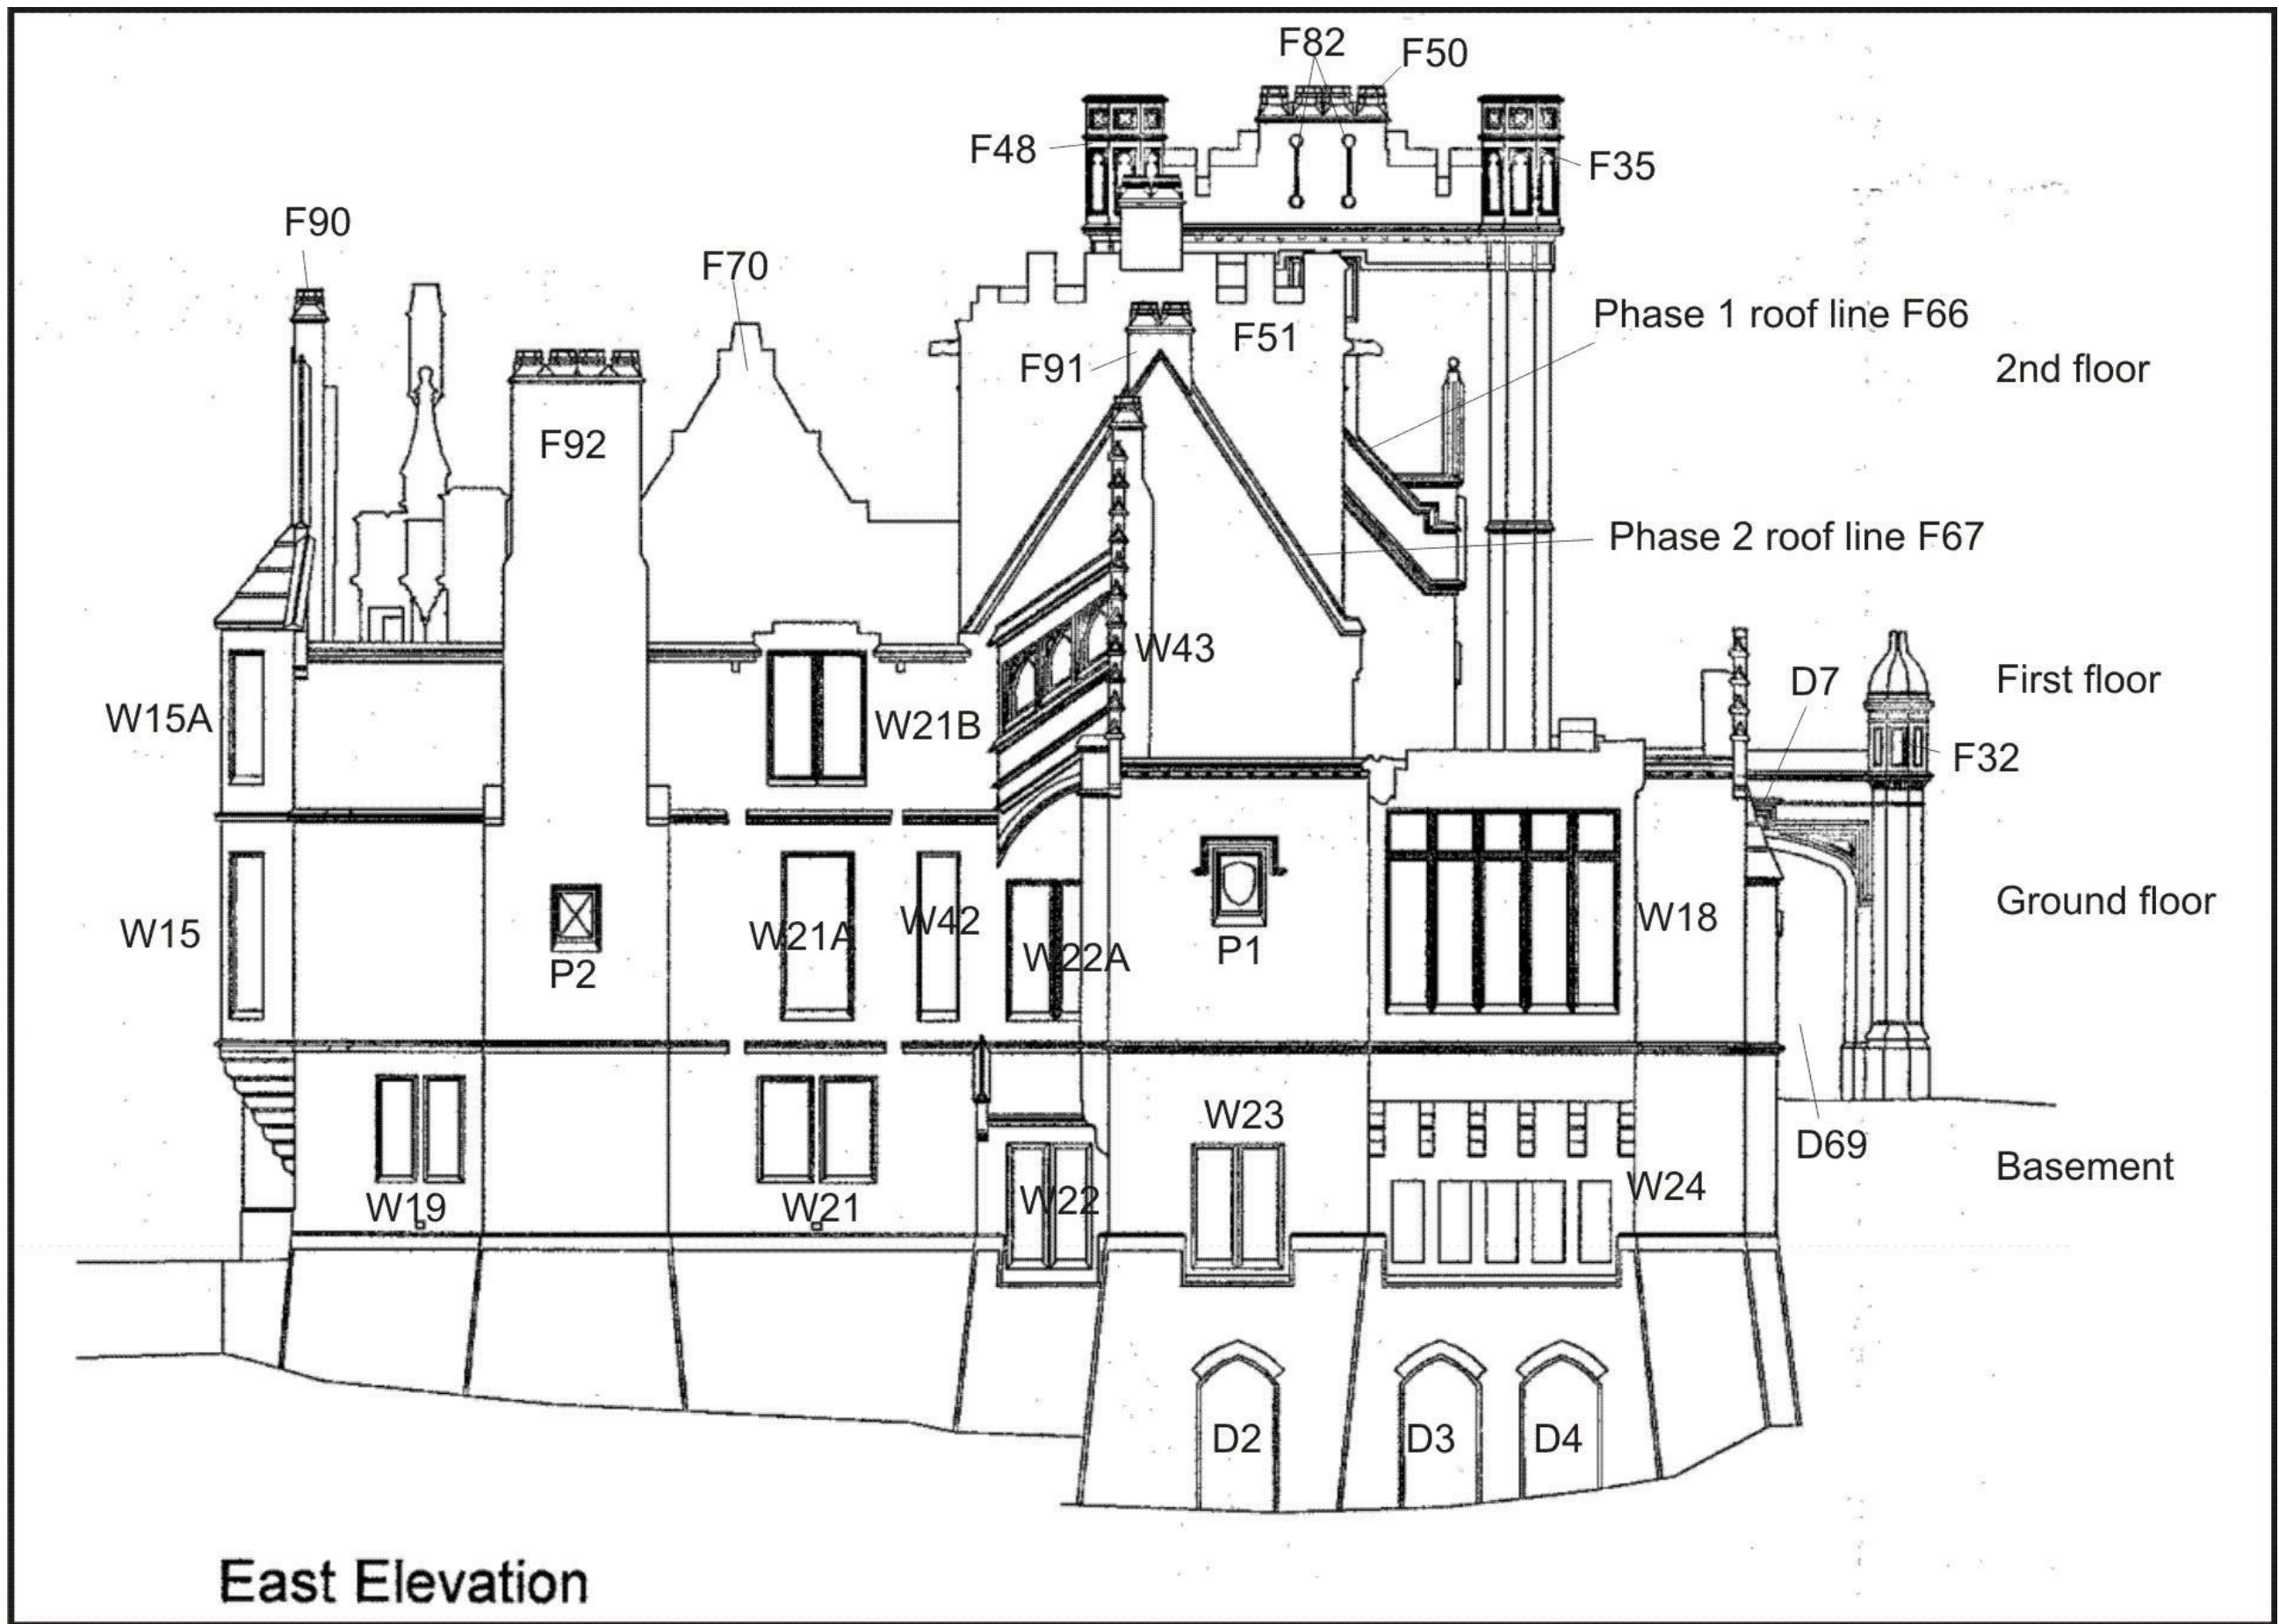 F82
F50
F48
F35
F90
F70
Phase 1 roof line F66
F51
F91
2nd floor
F92
Phase 2 roof line F67
W43
First floor
D7
W15A
W21B
F32
Ground floor
W15
P2
W21A
W42
W22A
P1
W18
W23
D69
Basement
W19
W21
W22
W24
D2
D3
D4
East Elevation